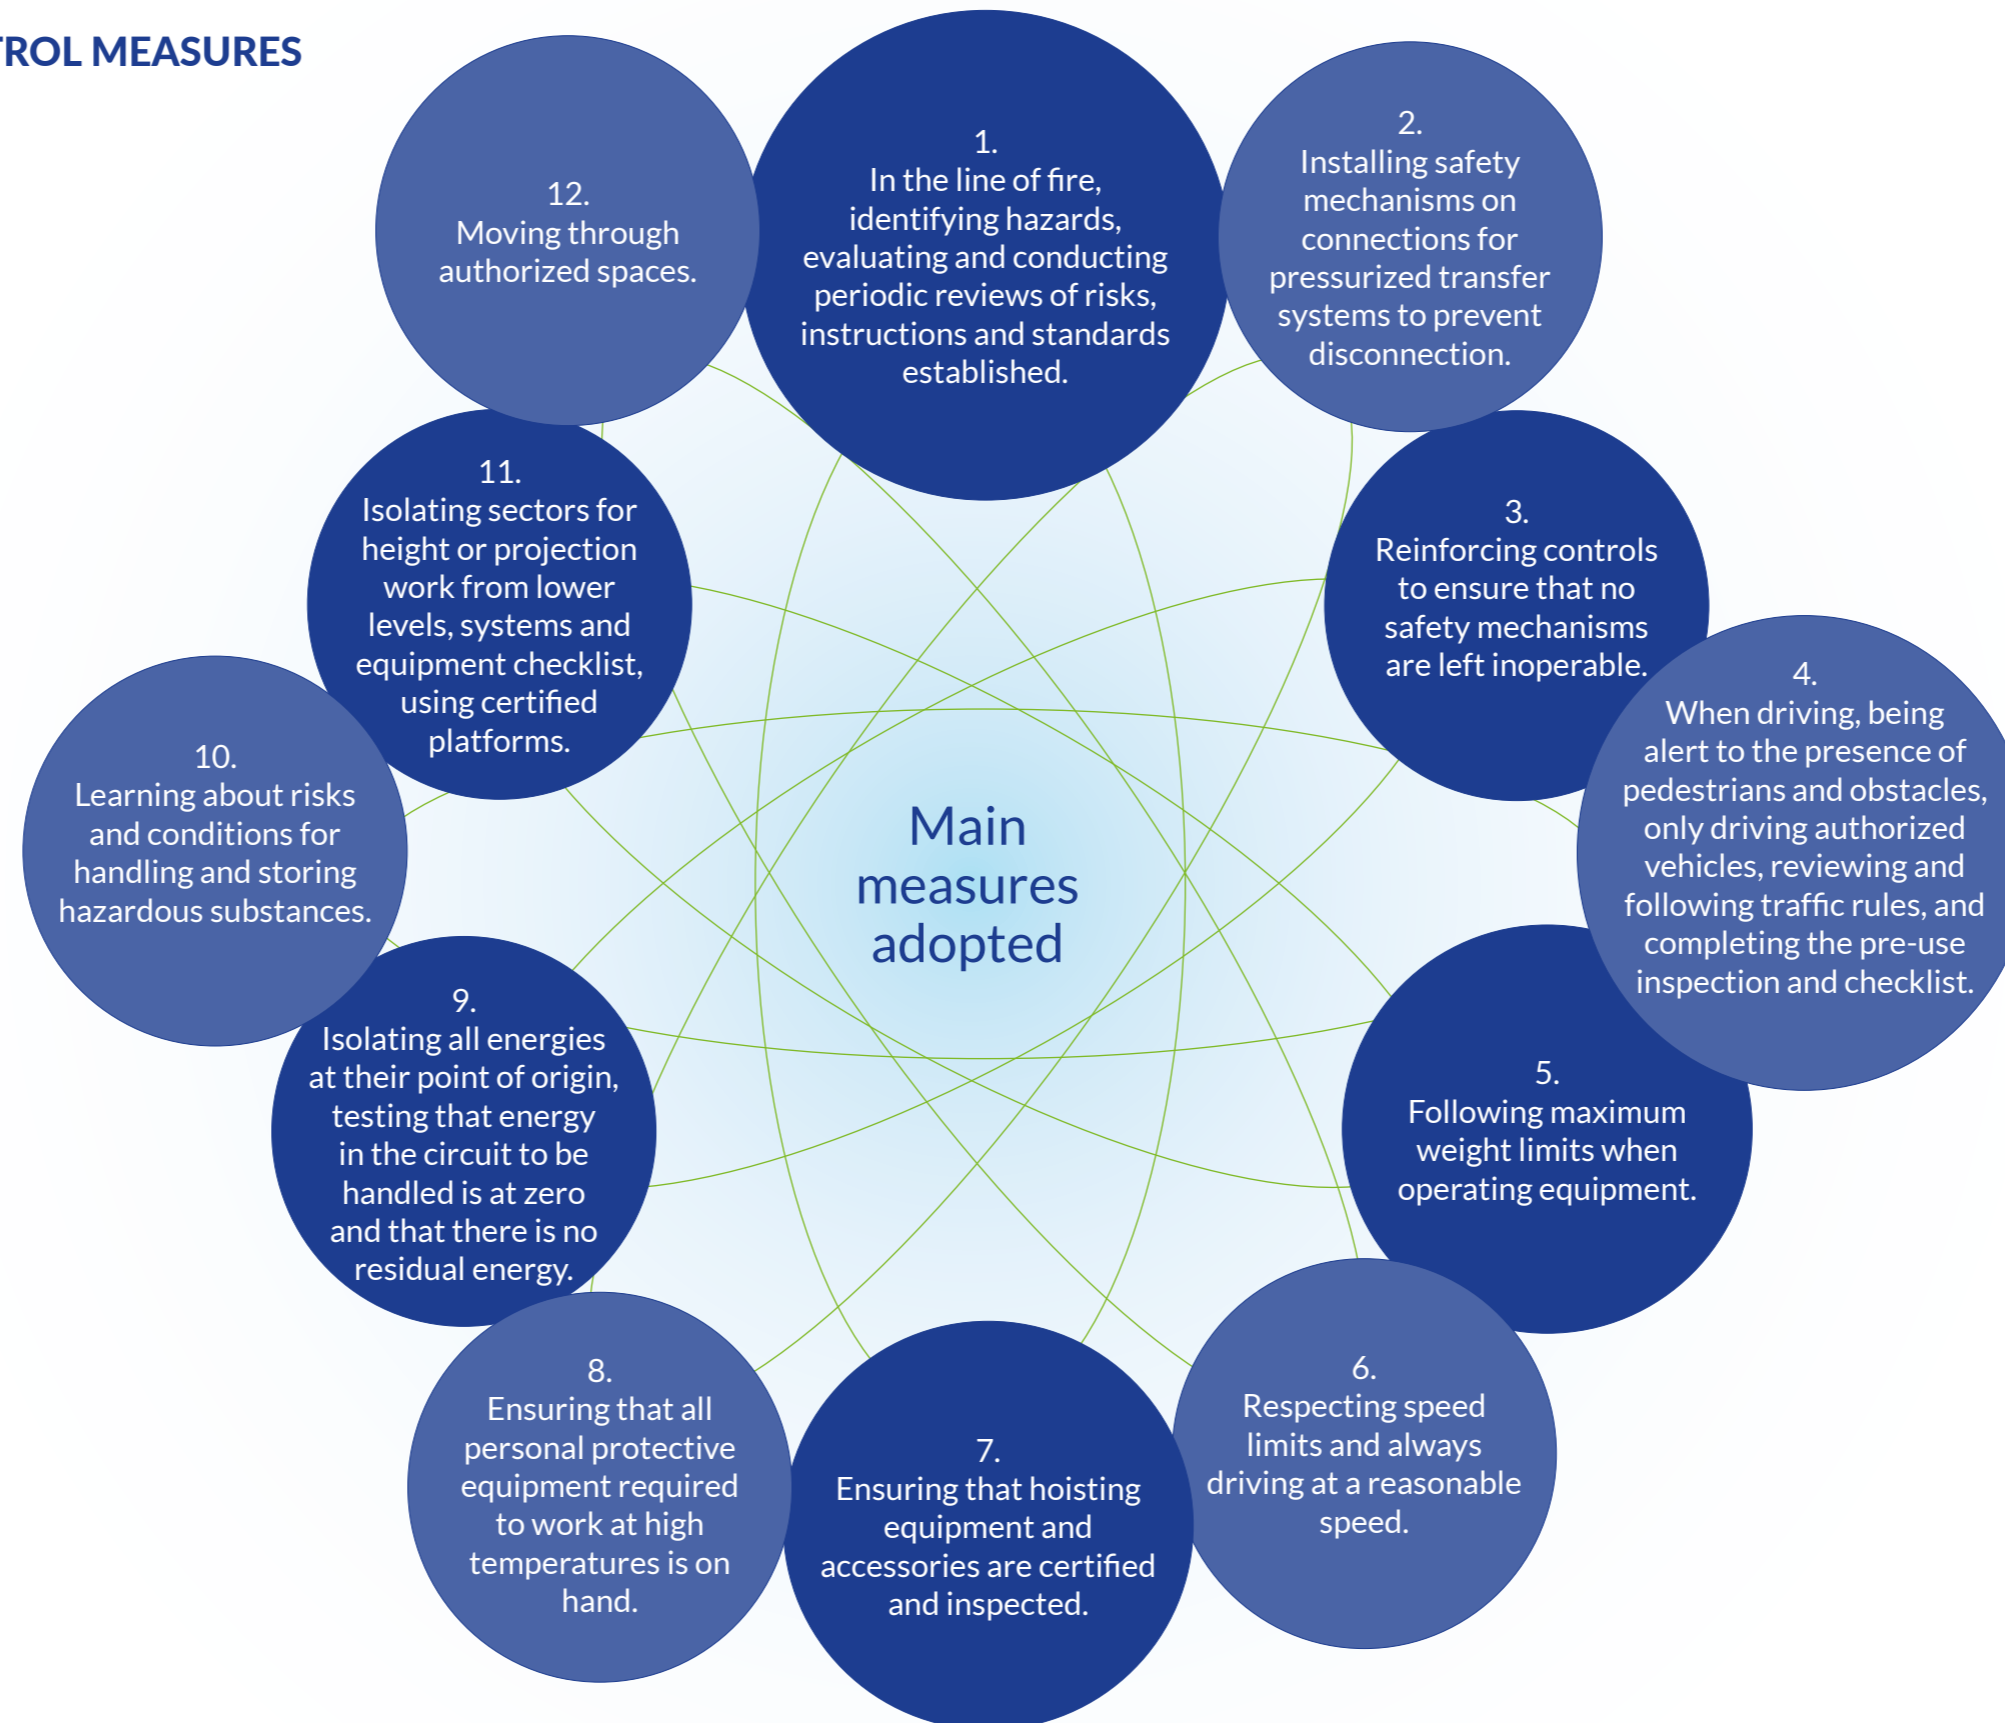 TROL MEASURES
1.
In the line of fire,
identifying hazards,
evaluating and conducting
periodic reviews of risks,
instructions and standards
established.
2.
Installing safety
mechanisms on
connections for
pressurized transfer
systems to prevent
disconnection.
3.
Reinforcing controls
to ensure that no
safety mechanisms
are left inoperable.
4.
When driving, being
alert to the presence of
pedestrians and obstacles,
only driving authorized
vehicles, reviewing and
following traffic rules, and
completing the pre-use
inspection and checklist.
5.
Following maximum
weight limits when
operating equipment.
6.
Respecting speed
limits and always
driving at a reasonable
speed.
7.
Ensuring that hoisting
equipment and
accessories are certified
and inspected.
8.
Ensuring that all
personal protective
equipment required
to work at high
temperatures is on
hand.
9.
Isolating all energies
at their point of origin,
testing that energy
in the circuit to be
handled is at zero
and that there is no
residual energy.
10.
Learning about risks
and conditions for
handling and storing
hazardous substances.
11.
Isolating sectors for
height or projection
work from lower
levels, systems and
equipment checklist,
using certified
platforms.
12.
Moving through
authorized spaces.
Main
measures
adopted